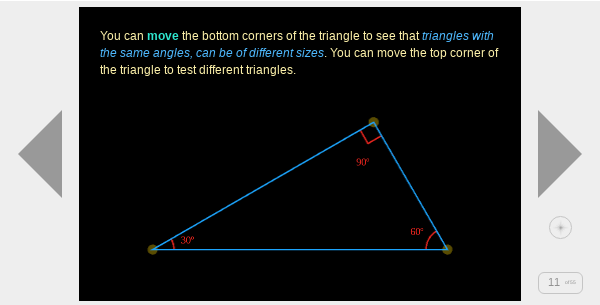 You can move the bottom corners of the triangle to see that triangles with
the same angles, can be of different sizes. You can move the top corner of
the triangle to test different triangles.
90°
60°
30°
11